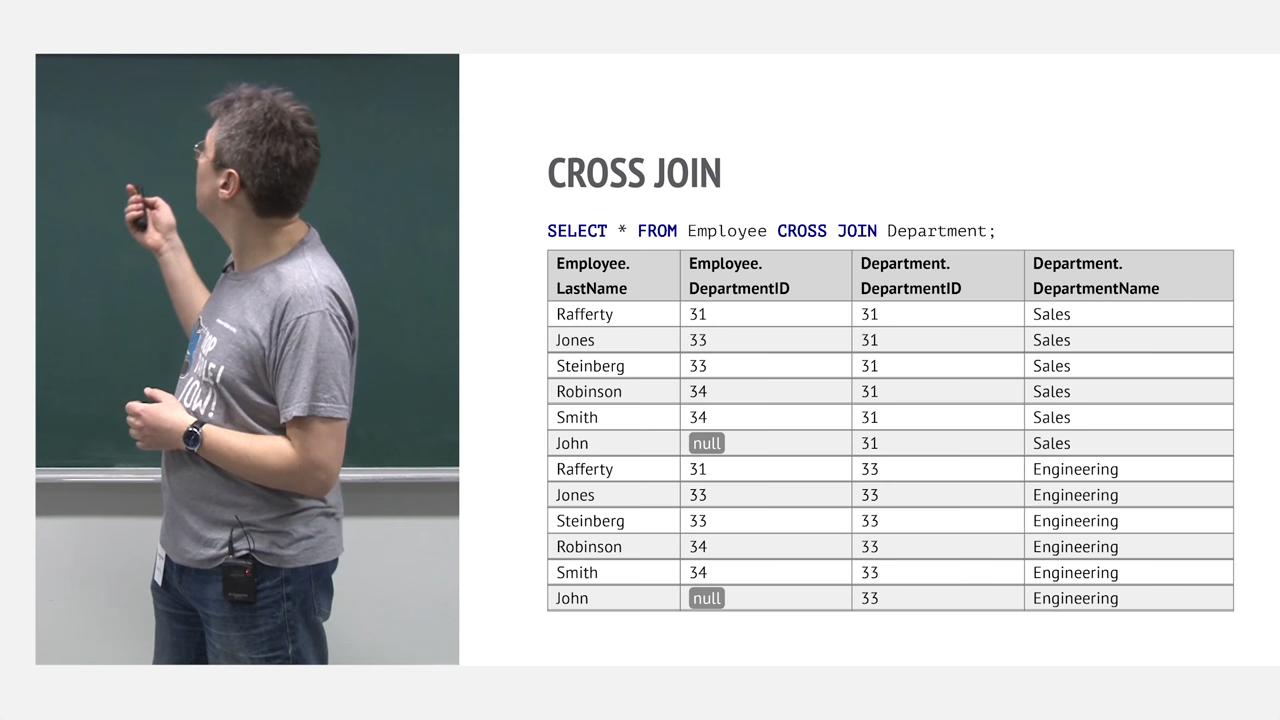 CROSS JOIN
SELECT * FROM Employee CROSS JOIN Department;
Employee. LastName Employee. DepartmentID Department. DepartmentID Department. DepartmentName
Rafferty 31 31 Sales
Jones 33 31 Sales
Steinberg 33 31 Sales
Robinson 34 31 Sales
Smith 34 31 Sales
John null 31 Sales
Rafferty 31 33 Engineering
Jones 33 33 Engineering
Steinberg 33 33 Engineering
Robinson 34 33 Engineering
Smith 34 33 Engineering
John null 33 Engineering